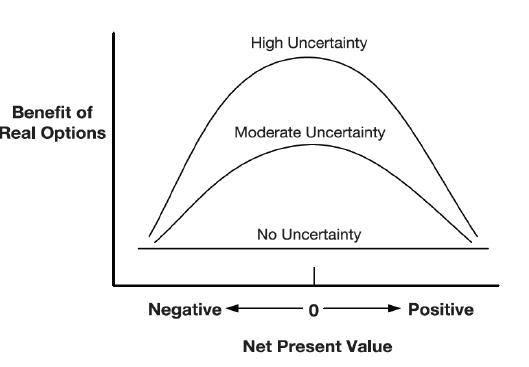 High Uncertainty
Benefit of
Real Options
Moderate Uncertainty
No Uncertainty
Negative 0 Positive
Net Present Value